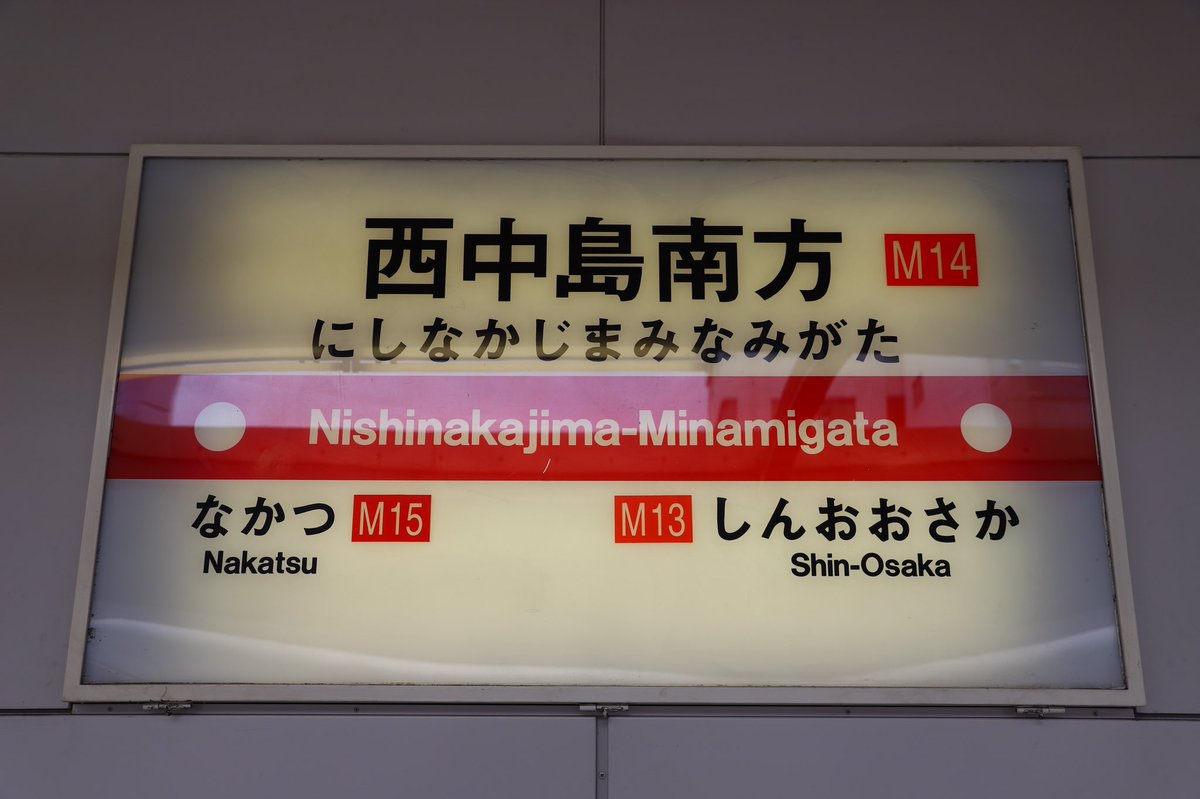 西中島南方 M14
にしなかじまみなみがた
Nishinakajima-Minamigata
なかつ M15 M13 しんおおさか
Nakatsu Shin-Osaka